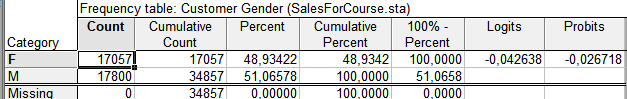 Frequency table: Customer Gender (SalesForCourse.sta)
Category Count Cumulative Count Percent Cumulative Percent 100% - Percent Logits Probits
F 17057 17057 48,93422 48,9342 100,0000 -0,042638 -0,026718
M 17800 34857 51,06578 100,0000 51,0658
Missing 0 34857 0,00000 100,0000 0,0000